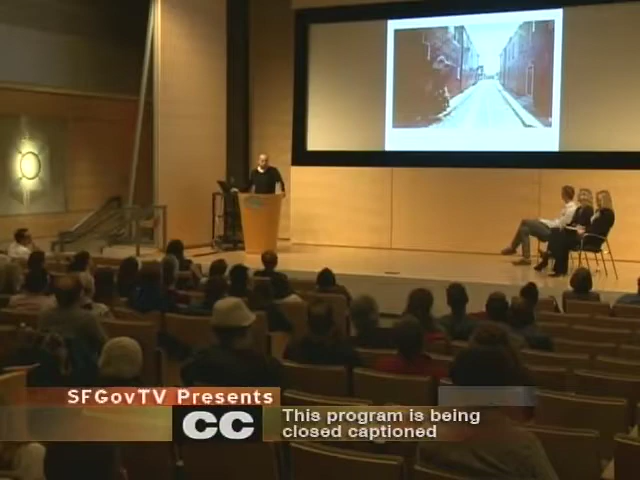 SFGovTV Presents
CC
This program is being
closed captioned